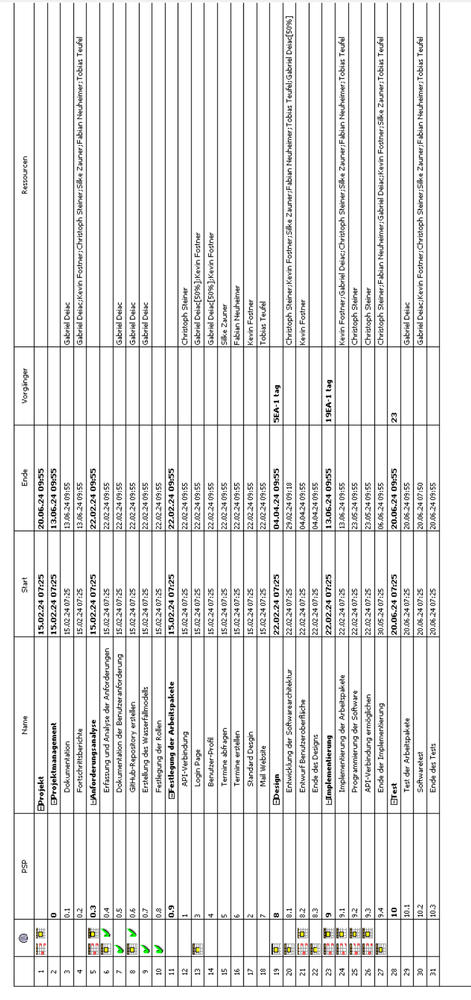 PSP Name Start Ende Vorgänger Ressourcen
1 Projekt 15.02.24 07:25 20.06.24 09:55
2 0 Projektmanagement 15.02.24 07:25 13.06.24 09:55
3 0.1 Dokumentation 15.02.24 07:25 13.06.24 09:55 Gabriel Deiac
4 0.2 Fortschrittsberichte 15.02.24 07:25 13.06.24 09:55 Gabriel Deiac;Kevin Fostner;Christoph Steiner;Silke Zauner;Fabian Neuheimer;Tobias Teufel
5 0.3 Anforderungsanalyse 15.02.24 07:25 22.02.24 09:55
6 0.4 Erfassung und Analyse der Anforderungen 15.02.24 07:25 22.02.24 09:55
7 0.5 Dokumentation der Benutzeranforderung 15.02.24 07:25 22.02.24 09:55 Gabriel Deiac
8 0.6 GitHub-Repository erstellen 15.02.24 07:25 22.02.24 09:55 Gabriel Deiac
9 0.7 Erstellung des Wasserfallmodells 15.02.24 07:25 22.02.24 09:55 Gabriel Deiac
10 0.8 Festlegung der Rollen 15.02.24 07:25 22.02.24 09:55
11 0.9 Festlegung der Arbeitspakete 15.02.24 07:25 22.02.24 09:55
12 1 API-Verbindung 15.02.24 07:25 22.02.24 09:55 Christoph Steiner
13 3 Login Page 15.02.24 07:25 22.02.24 09:55 Gabriel Deiac[50%];Kevin Fostner
14 4 Benutzer-Profil 15.02.24 07:25 22.02.24 09:55 Gabriel Deiac[50%];Kevin Fostner
15 5 Termine abfragen 15.02.24 07:25 22.02.24 09:55 Silke Zauner
16 6 Termine erstellen 15.02.24 07:25 22.02.24 09:55 Fabian Neuheimer
17 2 Standard Desgin 15.02.24 07:25 22.02.24 09:55 Kevin Fostner
18 7 Mail Website 15.02.24 07:25 22.02.24 09:55 Tobias Teufel
19 8 Design 22.02.24 07:25 04.04.24 09:55 5EA-1 tag
20 8.1 Entwicklung der Softwarearchitektur 22.02.24 07:25 29.02.24 09:18 Christoph Steiner;Kevin Fostner;Silke Zauner;Fabian Neuheimer;Tobias Teufel;Gabriel Deiac[50%]
21 8.2 Entwurf Benutzeroberfläche 22.02.24 07:25 04.04.24 09:55 Kevin Fostner
22 8.3 Ende des Designs 22.02.24 07:25 04.04.24 09:55
23 9 Implementierung 22.02.24 07:25 13.06.24 09:55 19EA-1 tag
24 9.1 Implementierung der Arbeitspakete 22.02.24 07:25 13.06.24 09:55 Kevin Fostner;Gabriel Deiac;Christoph Steiner;Silke Zauner;Fabian Neuheimer;Tobias Teufel
25 9.2 Programmierung der Software 22.02.24 07:25 23.05.24 09:55 Christoph Steiner
26 9.3 API-Verbindung ermöglichen 22.02.24 07:25 23.05.24 09:55 Christoph Steiner
27 9.4 Ende der Implementierung 30.05.24 07:25 06.06.24 09:55 Christoph Steiner;Fabian Neuheimer;Gabriel Deiac;Kevin Fostner;Silke Zauner;Tobias Teufel
28 10 Test 20.06.24 07:25 20.06.24 09:55 23
29 10.1 Test der Arbeitspakete 20.06.24 07:25 20.06.24 09:55 Gabriel Deiac
30 10.2 Softwaretest 20.06.24 07:25 20.06.24 07:50 Gabriel Deiac;Kevin Fostner;Christoph Steiner;Silke Zauner;Fabian Neuheimer;Tobias Teufel
31 10.3 Ende des Tests 20.06.24 07:25 20.06.24 09:55